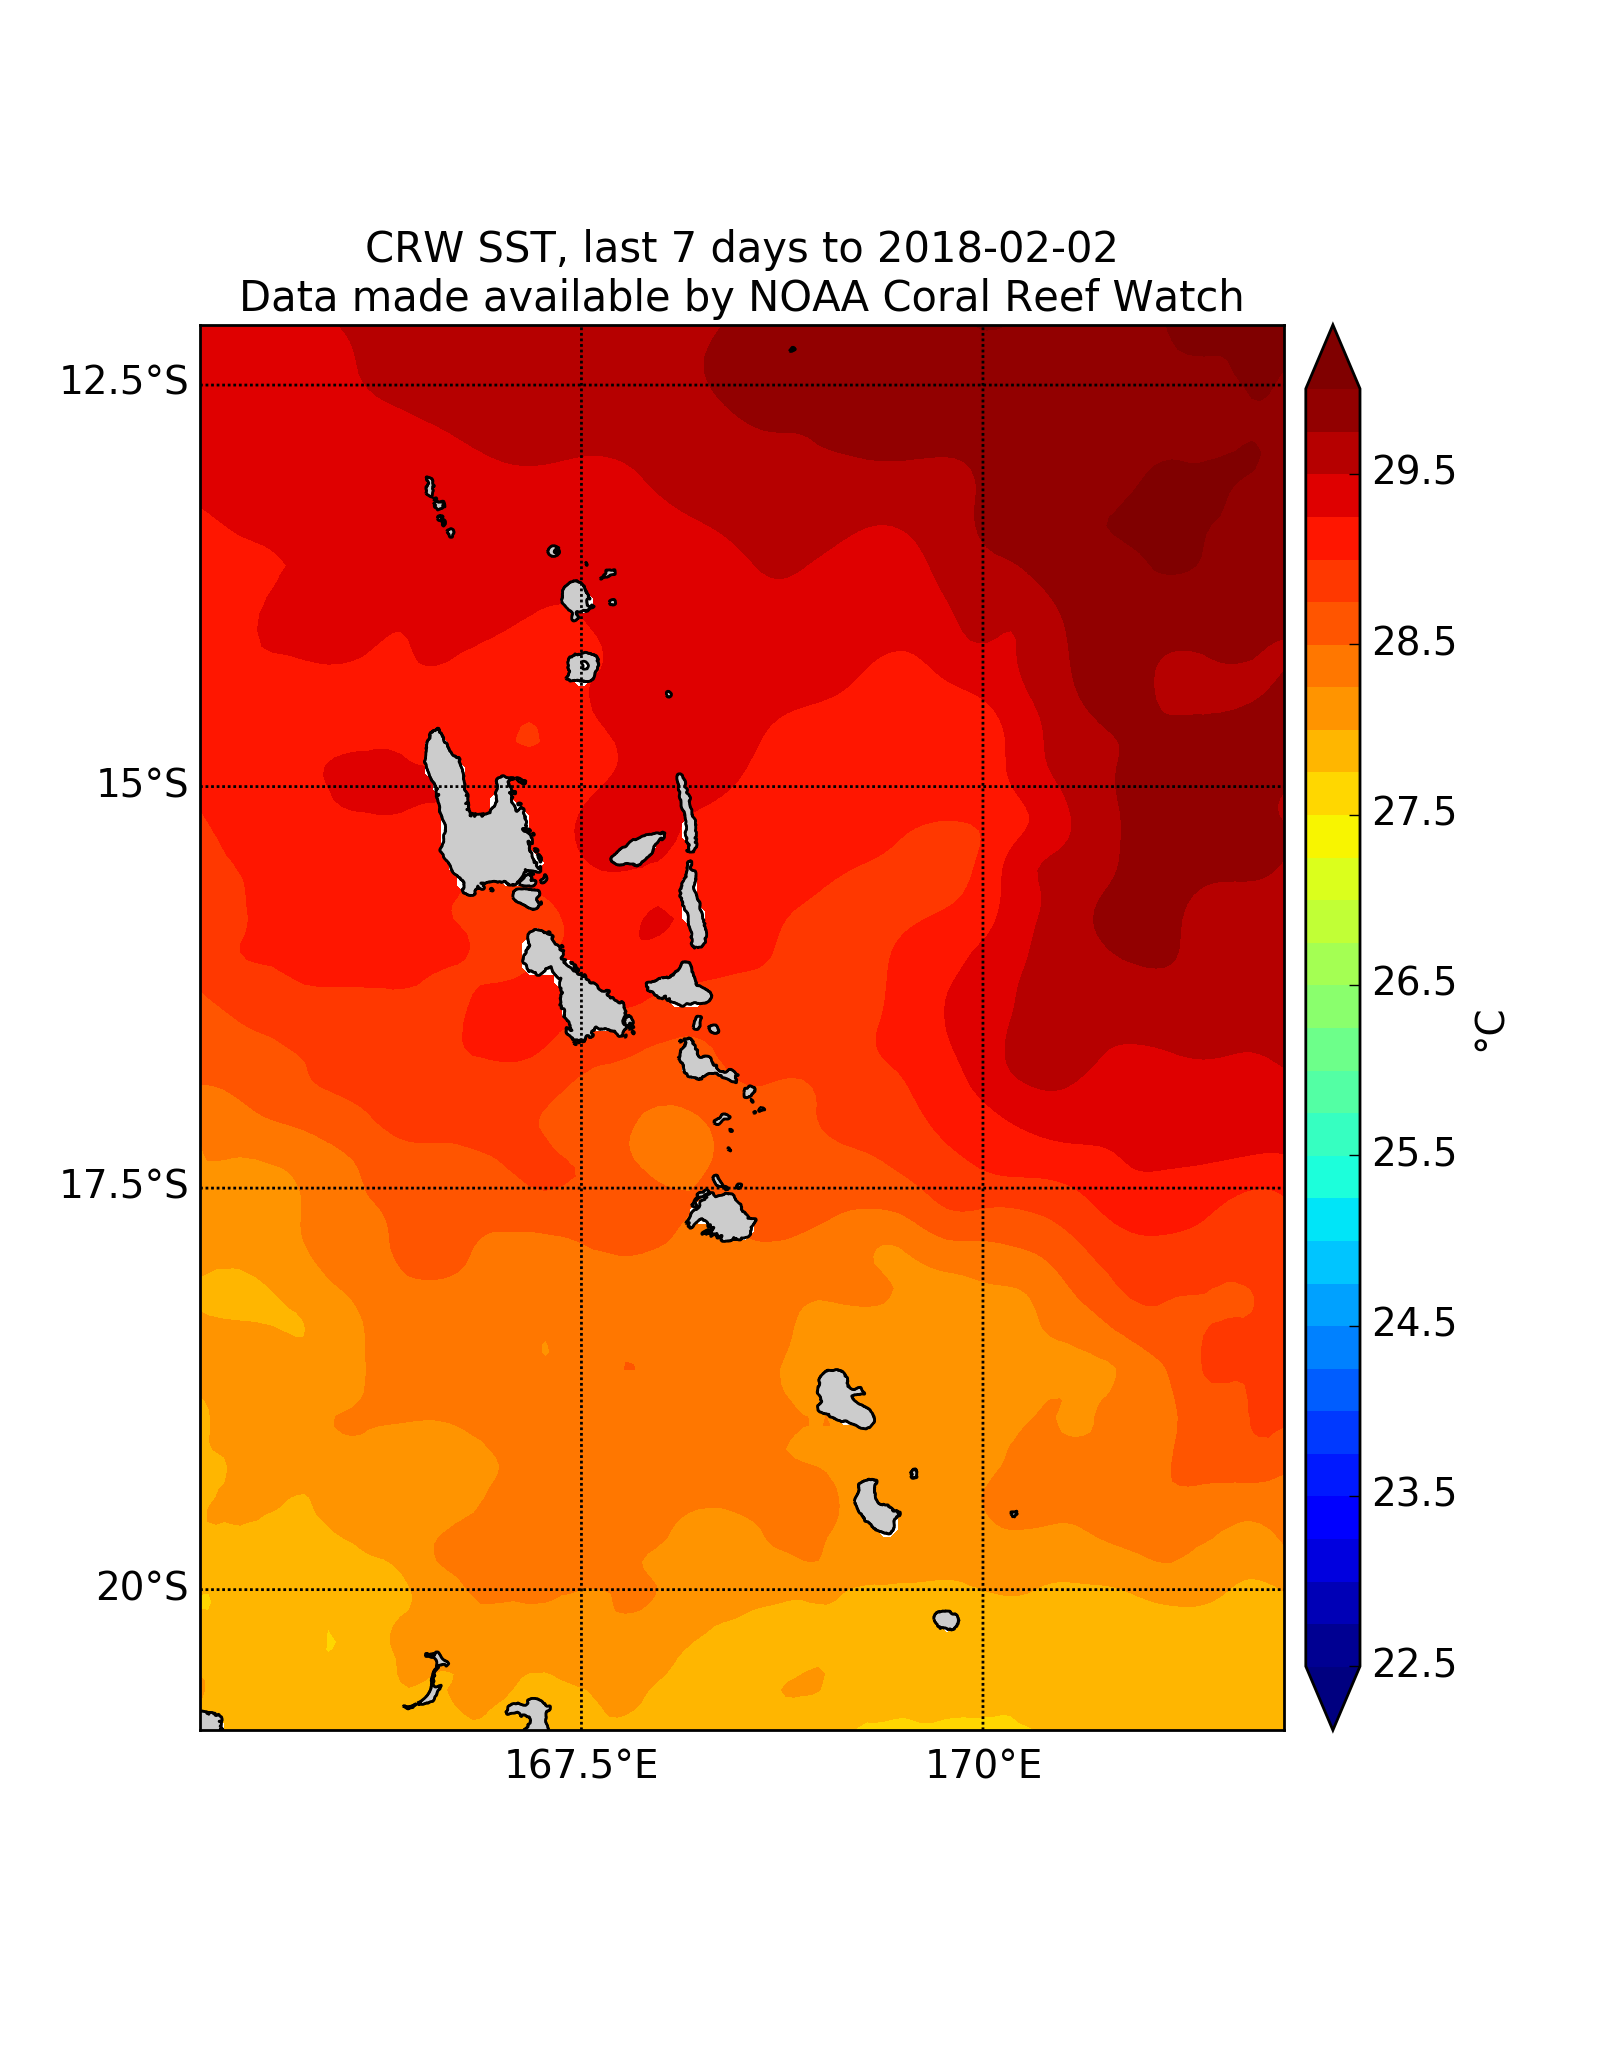 CRW SST, last 7 days to 2018-02-02
Data made available by NOAA Coral Reef Watch
12.5°S
15°S
17.5°S
20°S
167.5°E
170°E
29.5
28.5
27.5
26.5
25.5
24.5
23.5
22.5
°C